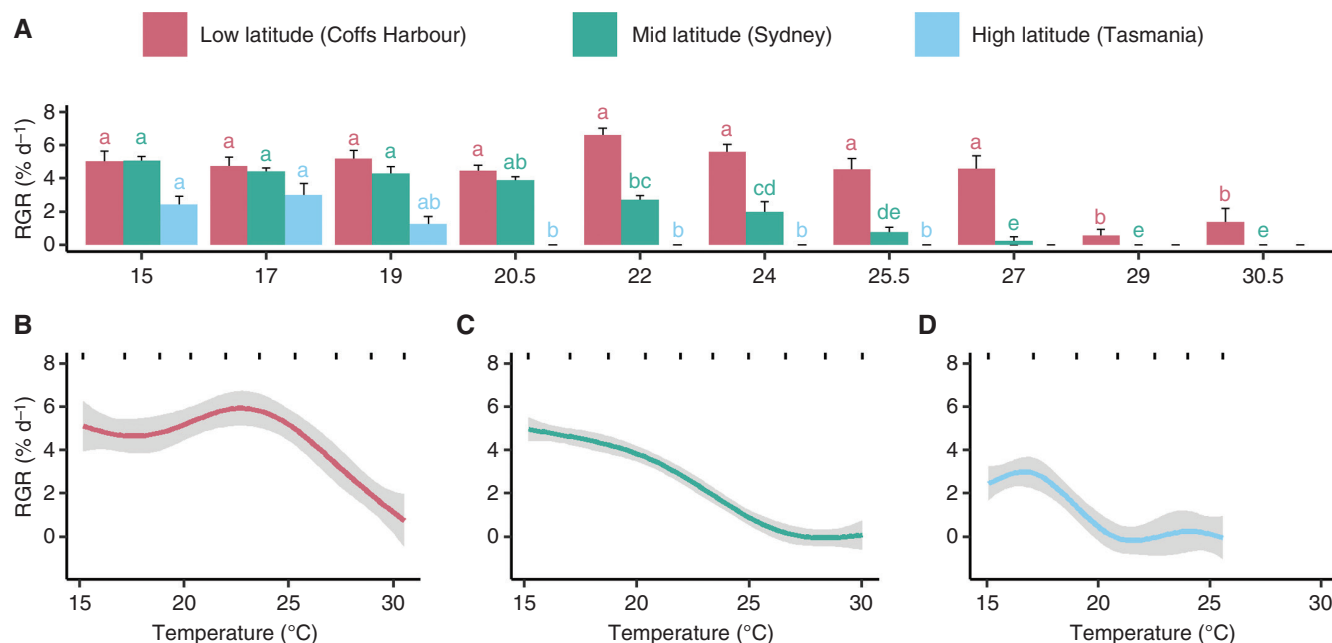 A
Low latitude (Coffs Harbour) Mid latitude (Sydney) High latitude (Tasmania)
RGR (% d⁻¹)
8
6
4
2
0
a a a
a a a
a a ab
a ab b
a bc b
a cd b
a de b
a e
b e
b e
15 17 19 20.5 22 24 25.5 27 29 30.5
B
RGR (% d⁻¹)
8
6
4
2
0
15 20 25 30
Temperature (°C)
C
8
6
4
2
0
15 20 25 30
Temperature (°C)
D
8
6
4
2
0
15 20 25 30
Temperature (°C)